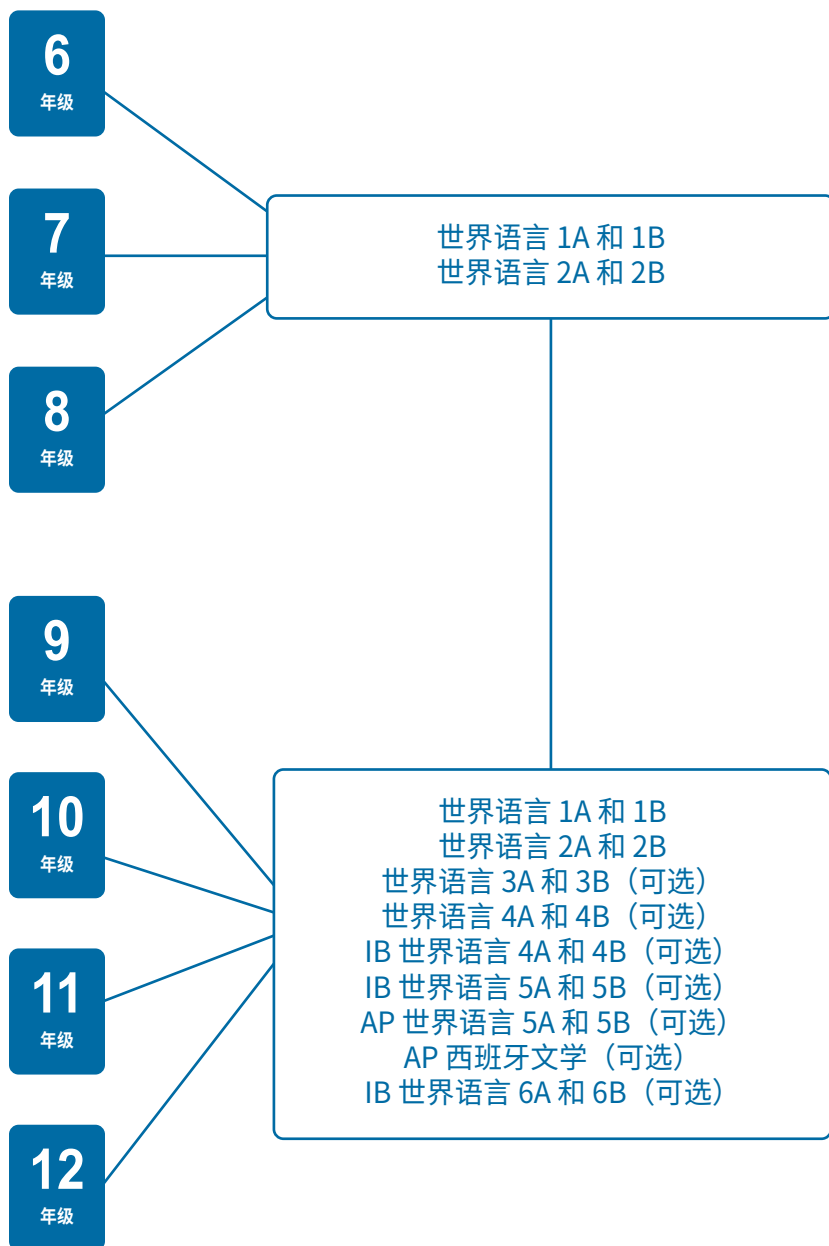 6
年级
7
年级
8
年级
世界语言 1A 和 1B
世界语言 2A 和 2B
9
年级
10
年级
11
年级
12
年级
世界语言 1A 和 1B
世界语言 2A 和 2B
世界语言 3A 和 3B（可选）
世界语言 4A 和 4B（可选）
IB 世界语言 4A 和 4B（可选）
IB 世界语言 5A 和 5B（可选）
AP 世界语言 5A 和 5B（可选）
AP 西班牙文学（可选）
IB 世界语言 6A 和 6B（可选）